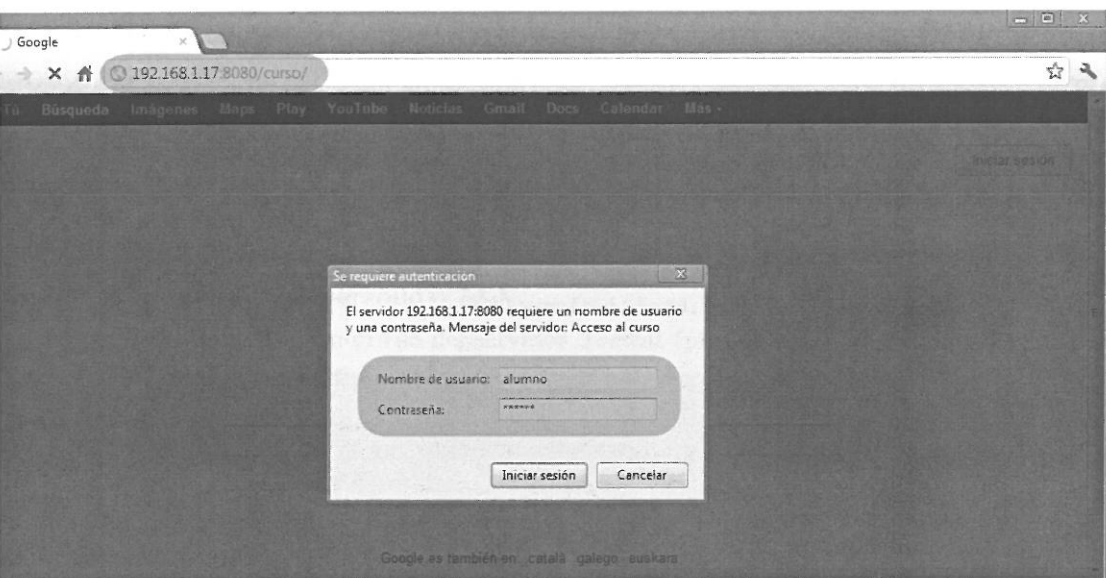 Google
192.168.1.17:8080/curso/
Tú Búsqueda Imágenes Maps Play YouTube Noticias Gmail Docs Calendar Más
Iniciar sesión
Se requiere autenticación
El servidor 192.168.1.17:8080 requiere un nombre de usuario
y una contraseña. Mensaje del servidor: Acceso al curso
Nombre de usuario: alumno
Contraseña: ******
Iniciar sesión Cancelar
Google es también en: català galego euskara